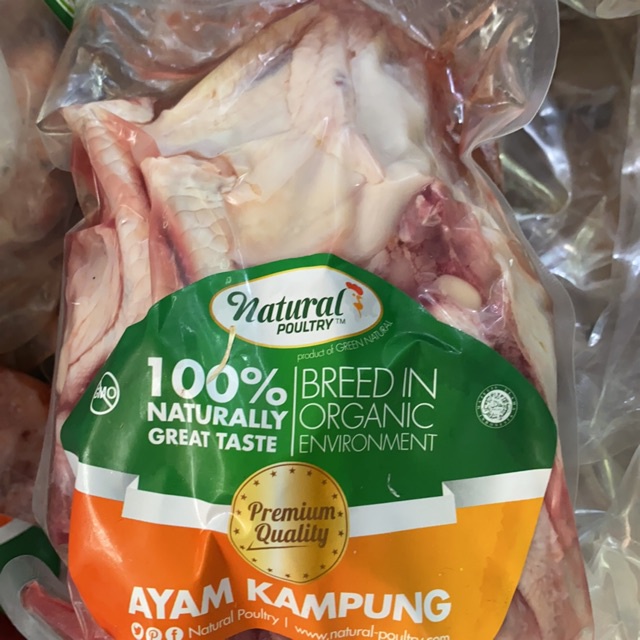 Natural
POULTRY™
product of GREEN NATURAL
100%
NATURALLY
GREAT TASTE
BREED IN
ORGANIC
ENVIRONMENT
GMO
Premium
Quality
AYAM KAMPUNG
Natural Poultry | www.natural-poultry.com